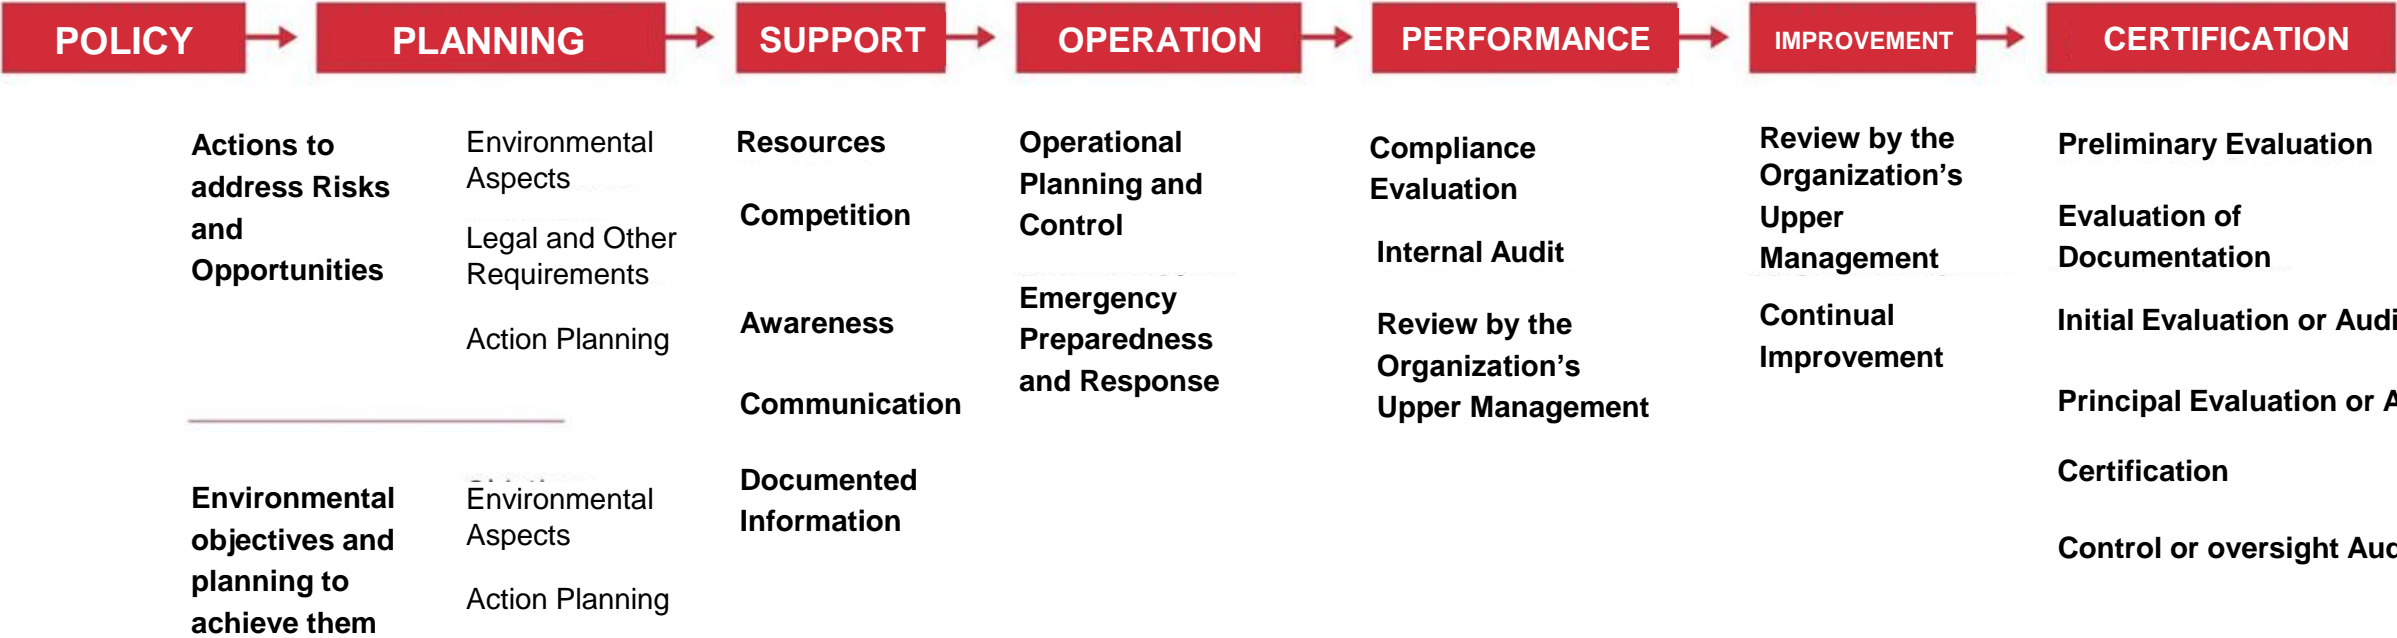 POLICY
PLANNING
SUPPORT
OPERATION
PERFORMANCE
IMPROVEMENT
CERTIFICATION
Actions to
address Risks
and
Opportunities
Environmental
objectives and
planning to
achieve them
Environmental
Aspects
Legal and Other
Requirements
Action Planning
Environmental
Aspects
Action Planning
Resources
Competition
Awareness
Communication
Documented
Information
Operational
Planning and
Control
Emergency
Preparedness
and Response
Compliance
Evaluation
Internal Audit
Review by the
Organization’s
Upper Management
Review by the
Organization’s
Upper
Management
Continual
Improvement
Preliminary Evaluation
Evaluation of
Documentation
Initial Evaluation or
Principal Evaluation or
Certification
Control or oversight